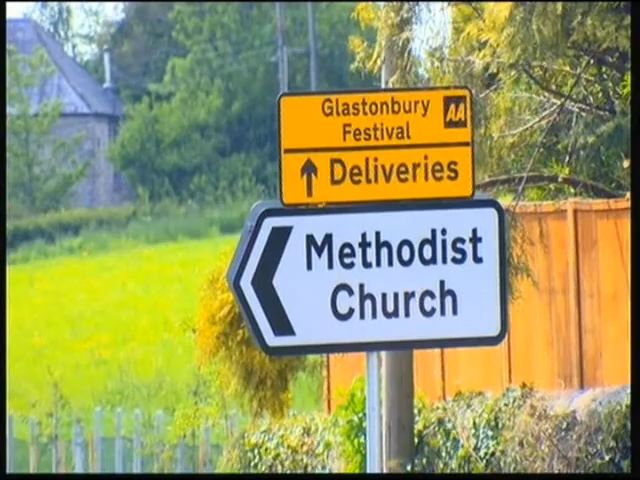 Glastonbury AA
Festival
Deliveries
Methodist
Church